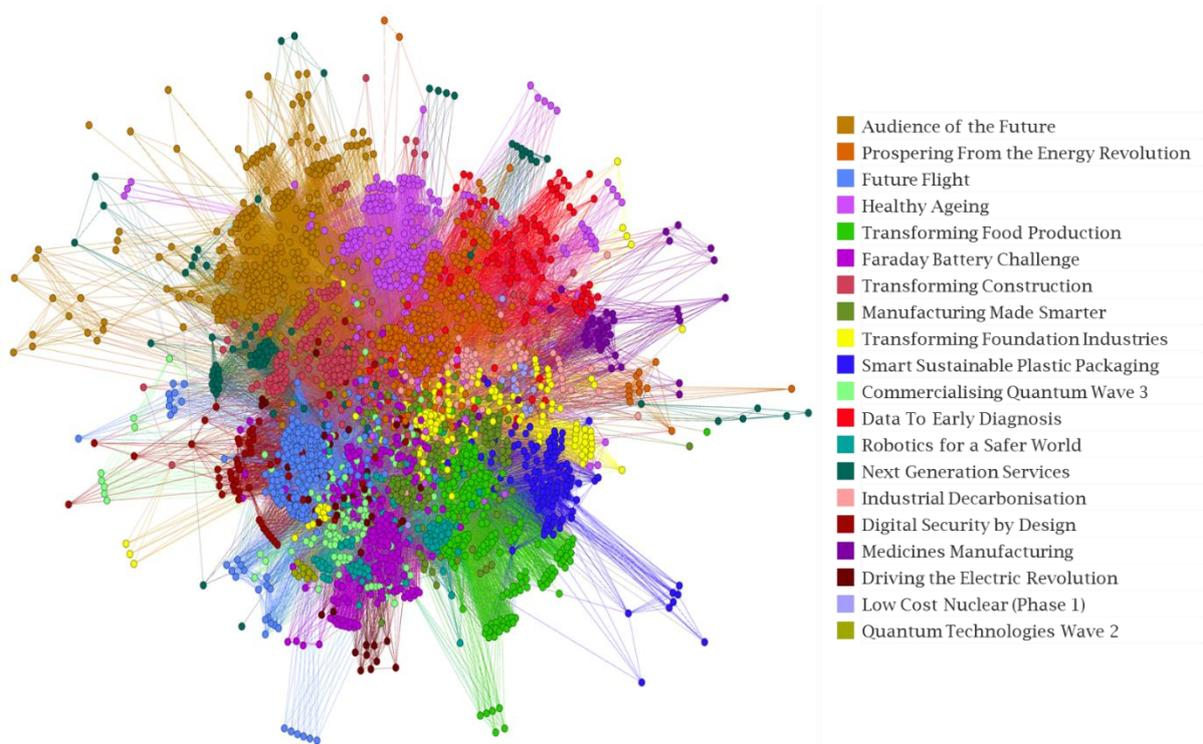 Audience of the Future
Prospering From the Energy Revolution
Future Flight
Healthy Ageing
Transforming Food Production
Faraday Battery Challenge
Transforming Construction
Manufacturing Made Smarter
Transforming Foundation Industries
Smart Sustainable Plastic Packaging
Commercialising Quantum Wave 3
Data To Early Diagnosis
Robotics for a Safer World
Next Generation Services
Industrial Decarbonisation
Digital Security by Design
Medicines Manufacturing
Driving the Electric Revolution
Low Cost Nuclear (Phase 1)
Quantum Technologies Wave 2